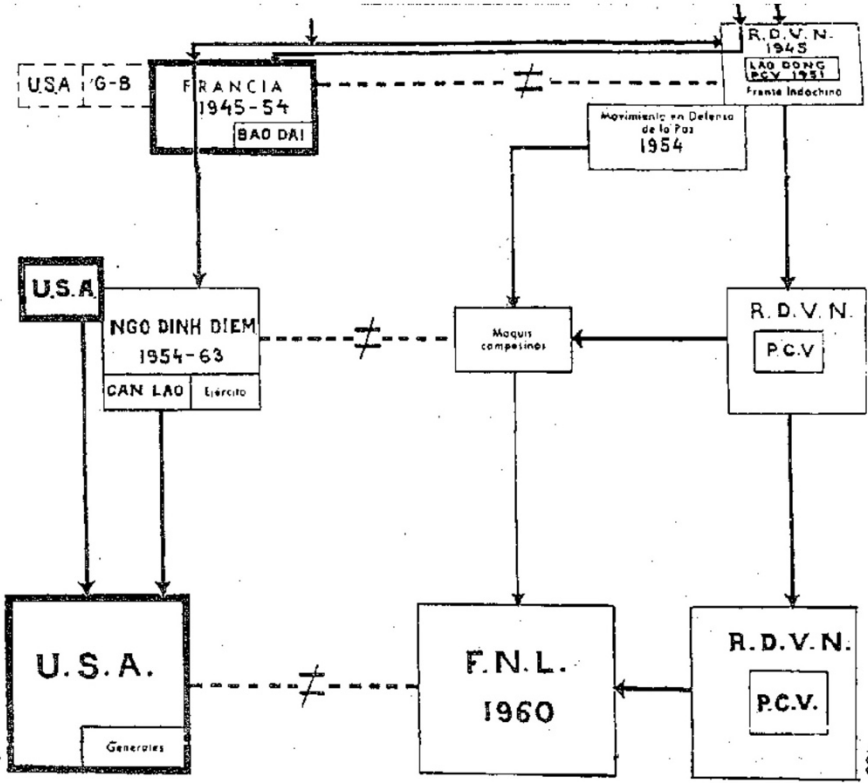 R.D.V.N.
1945
LAO DONG
PCV 1951
Frente Indochino
USA
G-B
FRANCIA
1945-54
BAO DAI
Movimiento en Defensa
de la Paz
1954
U.S.A
NGO DINH DIEM
1954-63
CAN LAO
Ejército
Maquis
campesinos
R.D.V.N.
P.C.V
U.S.A.
Generales
F.N.L.
1960
R.D.V.N.
P.C.V.